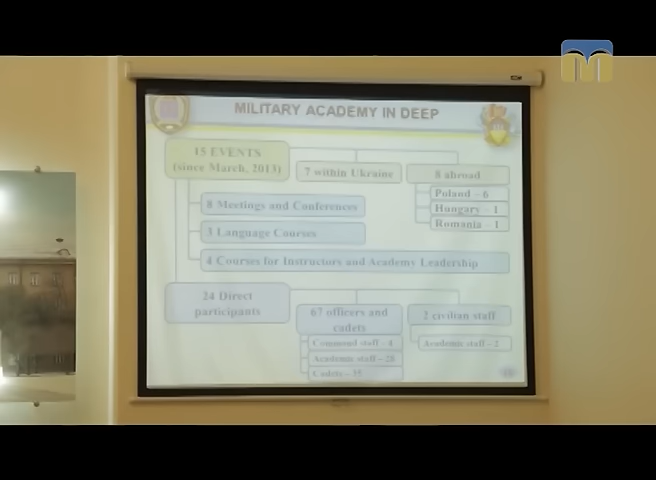 MILITARY ACADEMY IN DEEP
15 EVENTS
(since March, 2013)
7 within Ukraine
8 abroad
Poland – 6
Hungary – 1
Romania – 1
8 Meetings and Conferences
3 Language Courses
4 Courses for Instructors and Academy Leadership
24 Direct
participants
67 officers and
cadets
Command staff – 4
Academic staff – 28
Cadets – 35
2 civilian staff
Academic staff – 2